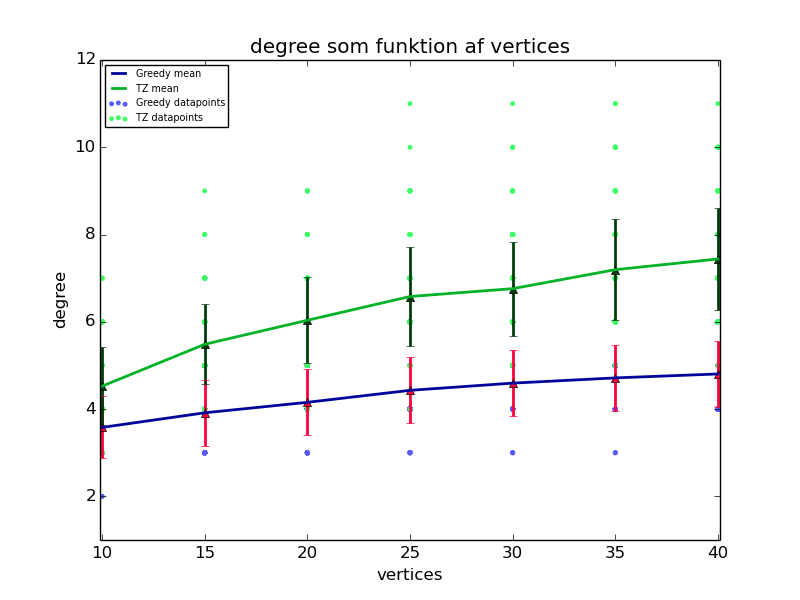 degree som funktion af vertices
Greedy mean
TZ mean
Greedy datapoints
TZ datapoints
12
10
8
6
4
2
degree
10 15 20 25 30 35 40
vertices